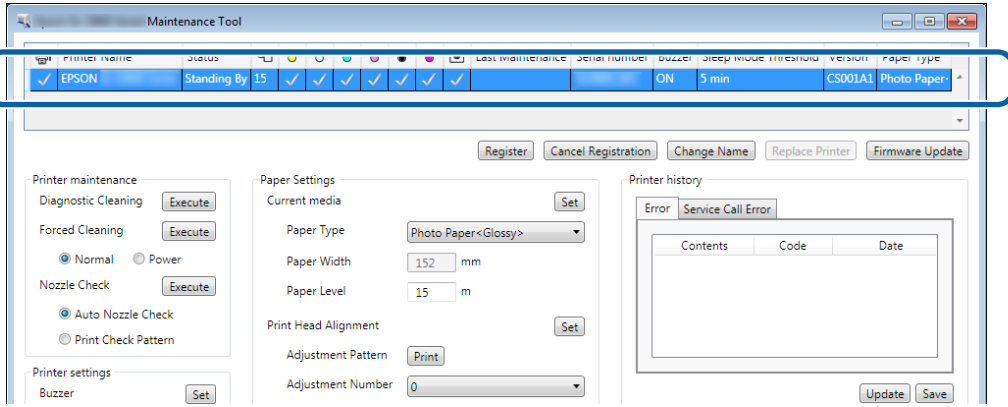 Maintenance Tool
Printer Name Status Last Maintenance Serial number Buzzer Sleep Mode Threshold Version Paper Type
EPSON Standing By 15 ON 5 min CS001A1 Photo Paper
Register Cancel Registration Change Name Replace Printer Firmware Update
Printer maintenance
Diagnostic Cleaning Execute
Forced Cleaning Execute
Normal Power
Nozzle Check Execute
Auto Nozzle Check
Print Check Pattern
Printer settings
Buzzer Set
Paper Settings
Current media Set
Paper Type Photo Paper<Glossy>
Paper Width 152 mm
Paper Level 15 m
Print Head Alignment Set
Adjustment Pattern Print
Adjustment Number 0
Printer history
Error Service Call Error
Contents Code Date
Update Save